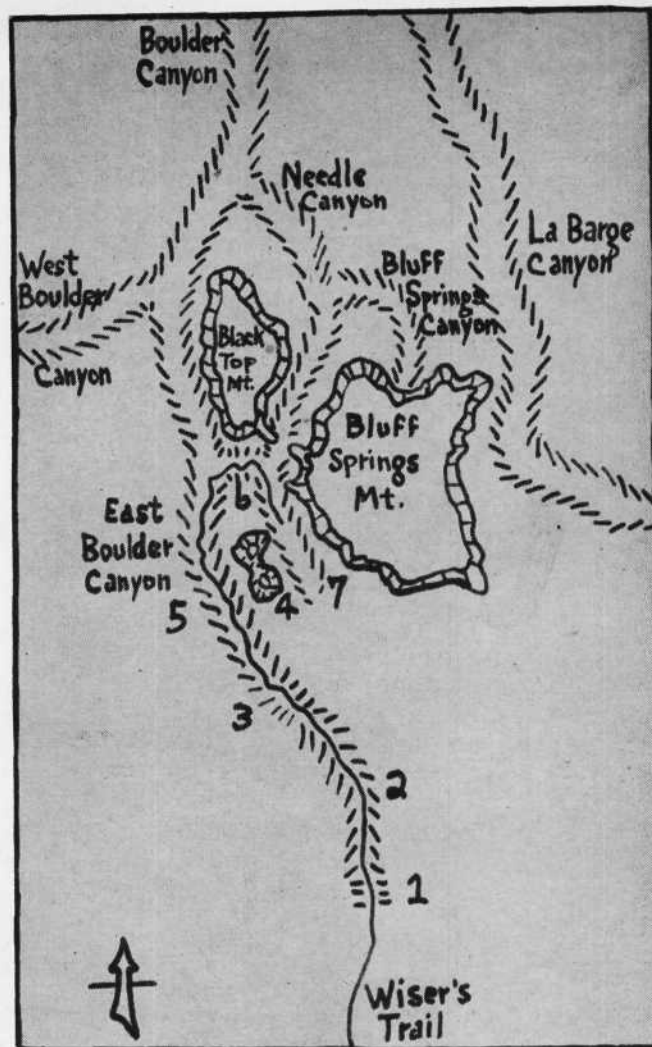 Boulder
Canyon
Needle
Canyon
La Barge
Canyon
West
Boulder
Canyon
Bluff
Springs
Canyon
Black
Top
Mt.
Bluff
Springs
Mt.
East
Boulder
Canyon
6
4
7
5
3
2
1
Wiser's
Trail